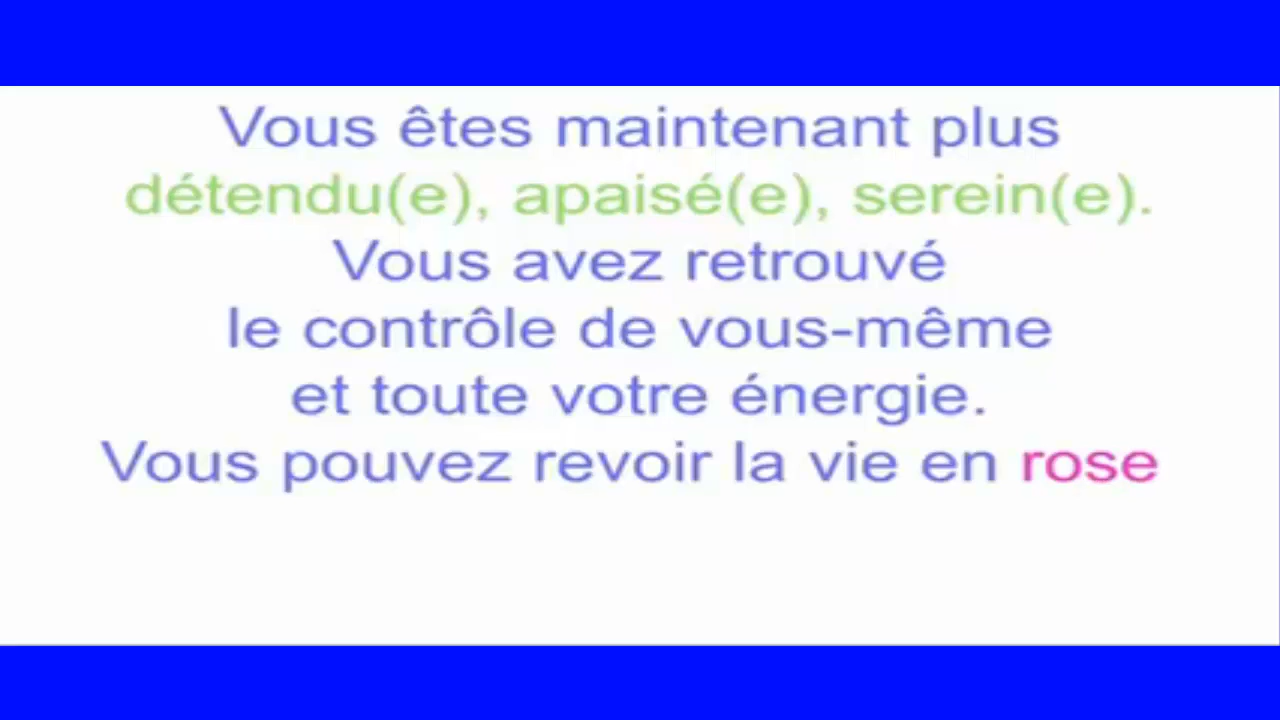 Vous êtes maintenant plus
détendu(e), apaisé(e), serein(e).
Vous avez retrouvé
le contrôle de vous-même
et toute votre énergie.
Vous pouvez revoir la vie en rose